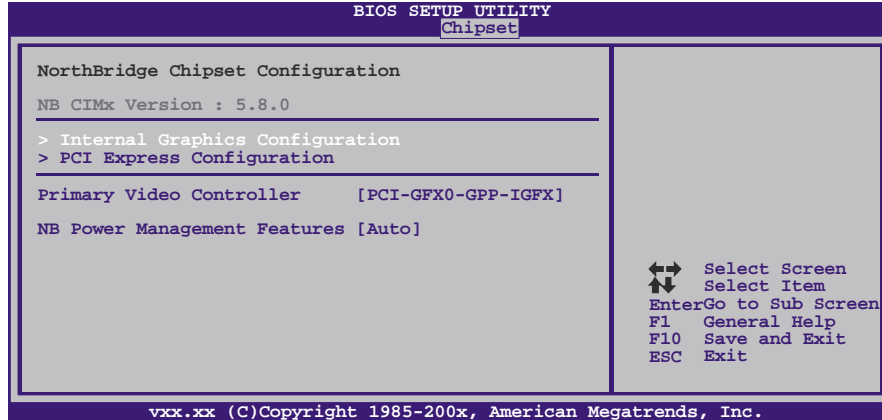 BIOS SETUP UTILITY
Chipset
NorthBridge Chipset Configuration
NB CIMx Version : 5.8.0
> Internal Graphics Configuration
> PCI Express Configuration
Primary Video Controller [PCI-GFX0-GPP-IGFX]
NB Power Management Features [Auto]
Select Screen
Select Item
EnterGo to Sub Screen
F1 General Help
F10 Save and Exit
ESC Exit
vxx.xx (C)Copyright 1985-200x, American Megatrends, Inc.